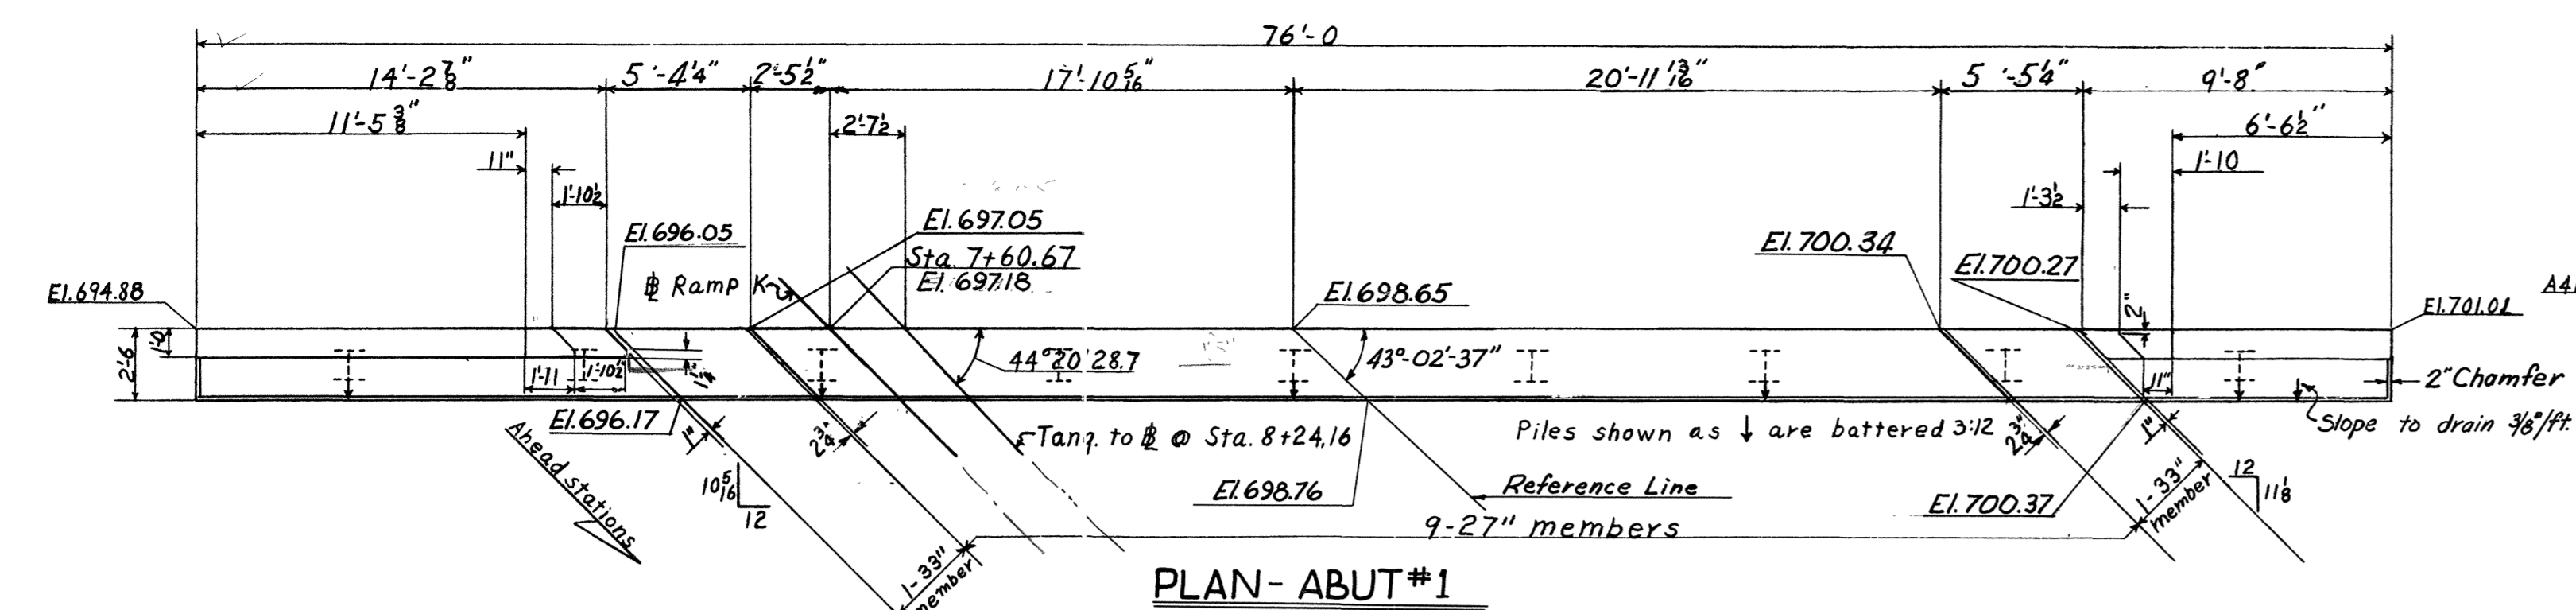 76'-0
14'-2 7/8" 5'-4 1/4" 2'-5 1/2" 17'-10 5/16" 20'-11 13/16" 5'-5 1/4" 9'-8"
11'-5 3/8" 2'-7 1/2 6'-6 1/2"
11" 1'-10
1'-10 1/2 1'-3 1/2
El. 697.05
El. 696.05 El. 700.34
Sta. 7+60.67 El. 700.27
El. 697.18
℄ Ramp K
El. 694.88 El. 698.65 El. 701.01
2"
2'-6 1'-0
44° 20' 28.7 43°-02'-37"
1'-11 1'-10 1/2" 11" 2" Chamfer
El. 696.17 1" 2 3/4" Tang. to ℄ @ Sta. 8+24.16 Piles shown as ↓ are battered 3:12 2 3/4" 1" Slope to drain 3/8"/ft.
Ahead stations
10 5/16 12 El. 698.76 Reference Line El. 700.37 12 11 1/8
9-27" members
1-33" member
1-33" member
PLAN - ABUT #1